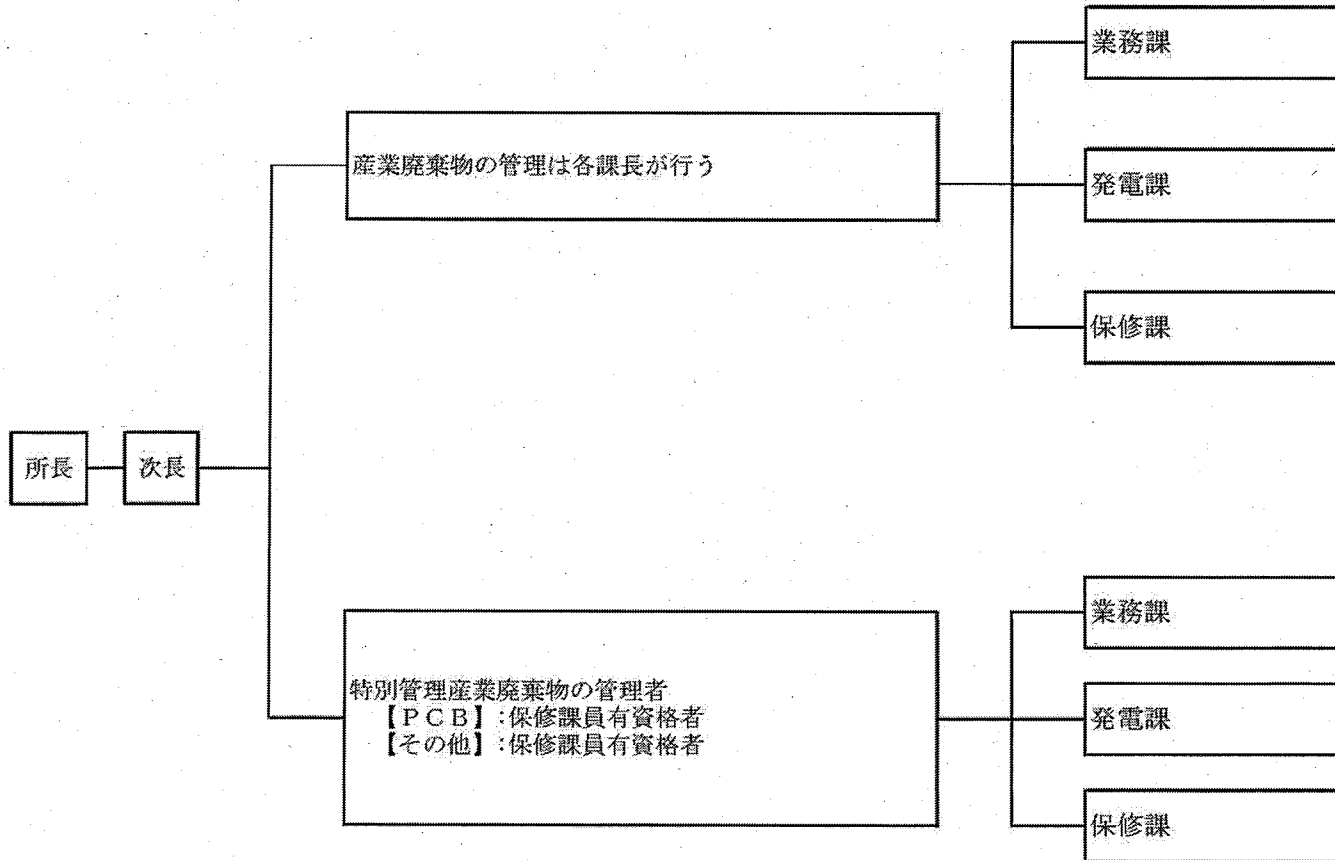 所長
次長
産業廃棄物の管理は各課長が行う
業務課
発電課
保修課
特別管理産業廃棄物の管理者
【ＰＣＢ】：保修課員有資格者
【その他】：保修課員有資格者
業務課
発電課
保修課